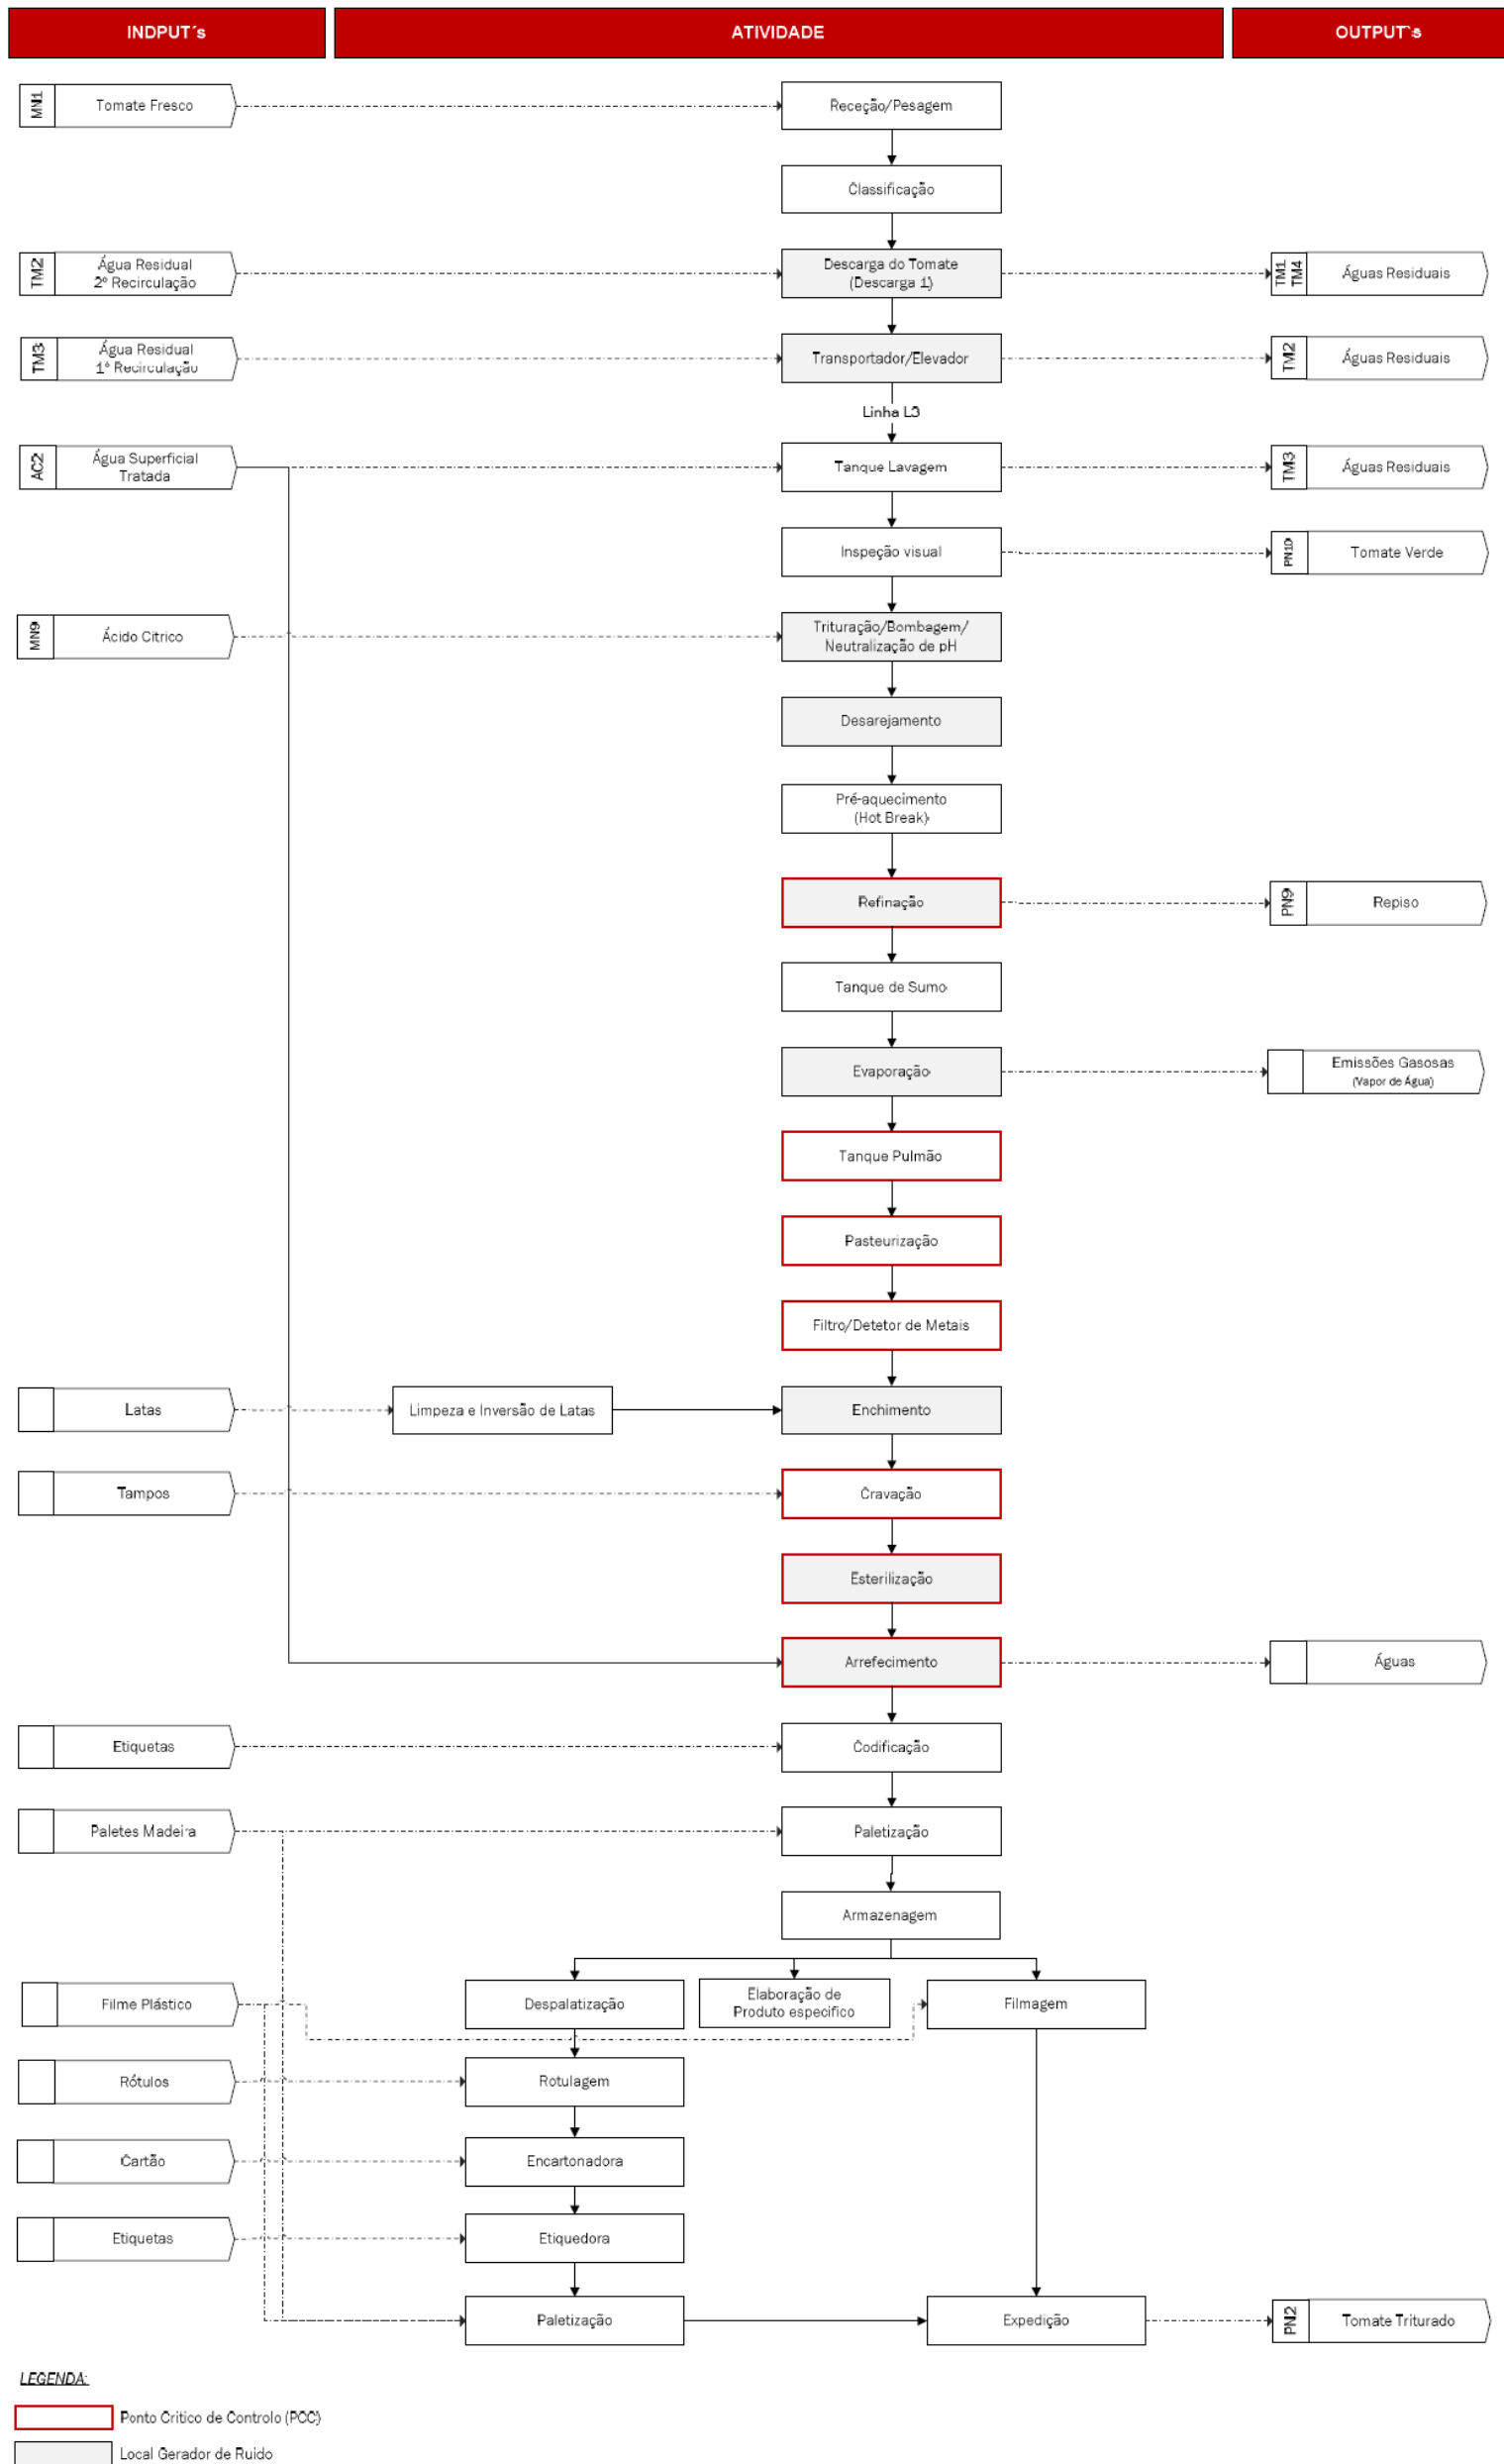 INDPUT´s
ATIVIDADE
OUTPUT`s
MN1
Tomate Fresco
Receção/Pesagem
Classificação
TM2
Água Residual
2º Recirculação
Descarga do Tomate
(Descarga 1)
TM1
TM4
Águas Residuais
TM3
Água Residual
1º Recirculação
Transportador/Elevador
TM2
Águas Residuais
Linha L3
AC2
Água Superficial
Tratada
Tanque Lavagem
TM3
Águas Residuais
Inspeção visual
PN10
Tomate Verde
MN9
Ácido Citrico
Trituração/Bombagem/
Neutralização de pH
Desarejamento
Pré-aquecimento
(Hot Break)
Refinação
PN9
Repiso
Tanque de Sumo
Evaporação
Emissões Gasosas
(Vapor de Água)
Tanque Pulmão
Pasteurização
Filtro/Detetor de Metais
Latas
Limpeza e Inversão de Latas
Enchimento
Tampos
Cravação
Esterilização
Arrefecimento
Águas
Etiquetas
Codificação
Paletes Madeira
Paletização
Armazenagem
Filme Plástico
Despalatização
Elaboração de
Produto especifico
Filmagem
Rótulos
Rotulagem
Cartão
Encartonadora
Etiquetas
Etiquedora
Paletização
Expedição
PN2
Tomate Triturado
LEGENDA:
Ponto Critico de Controlo (PCC)
Local Gerador de Ruido